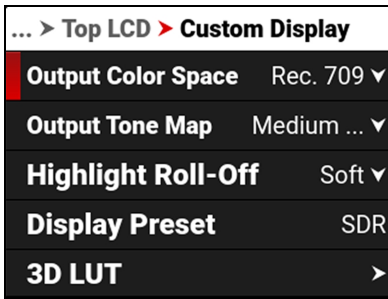 ... > Top LCD > Custom Display
Output Color Space Rec. 709
Output Tone Map Medium ...
Highlight Roll-Off Soft
Display Preset SDR
3D LUT >